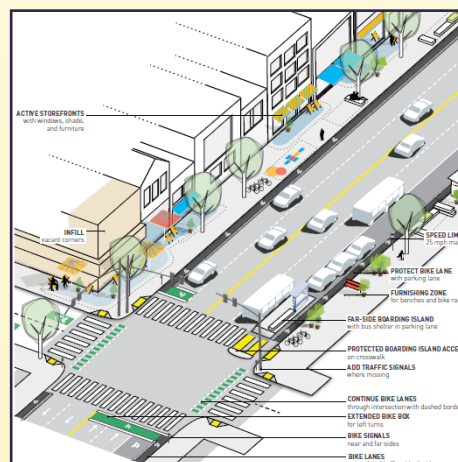 ACTIVE STOREFRONTS
with windows, shade,
and furniture
INFILL
vacant corners
SPEED LIM
25 mph ma
PROTECT BIKE LANE
with parking lane
FURNISHING ZONE
for benches and bike ra
FAR-SIDE BOARDING ISLAND
with bus shelter in parking lane
PROTECTED BOARDING ISLAND ACCE
on crosswalk
ADD TRAFFIC SIGNALS
where missing
CONTINUE BIKE LANES
through intersection with dashed border
EXTENDED BIKE BOX
for left turns
BIKE SIGNALS
near and far sides
BIKE LANES
P